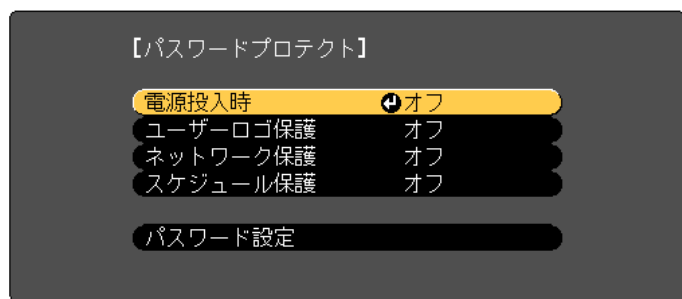 【パスワードプロテクト】
電源投入時 オフ
ユーザーロゴ保護 オフ
ネットワーク保護 オフ
スケジュール保護 オフ
パスワード設定